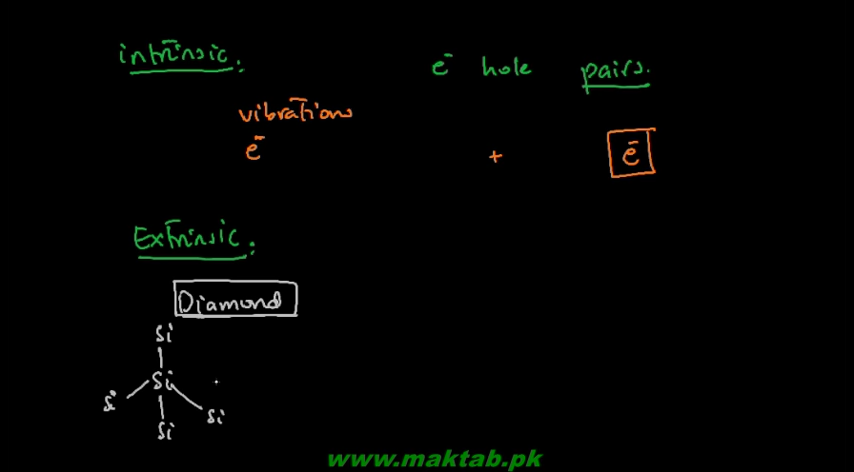 intrinsic.
e⁻ hole pairs.
vibrations
e⁻ + e⁻
Extrinsic.
Diamond
Si
Si
Si Si
Si
www.maktab.pk